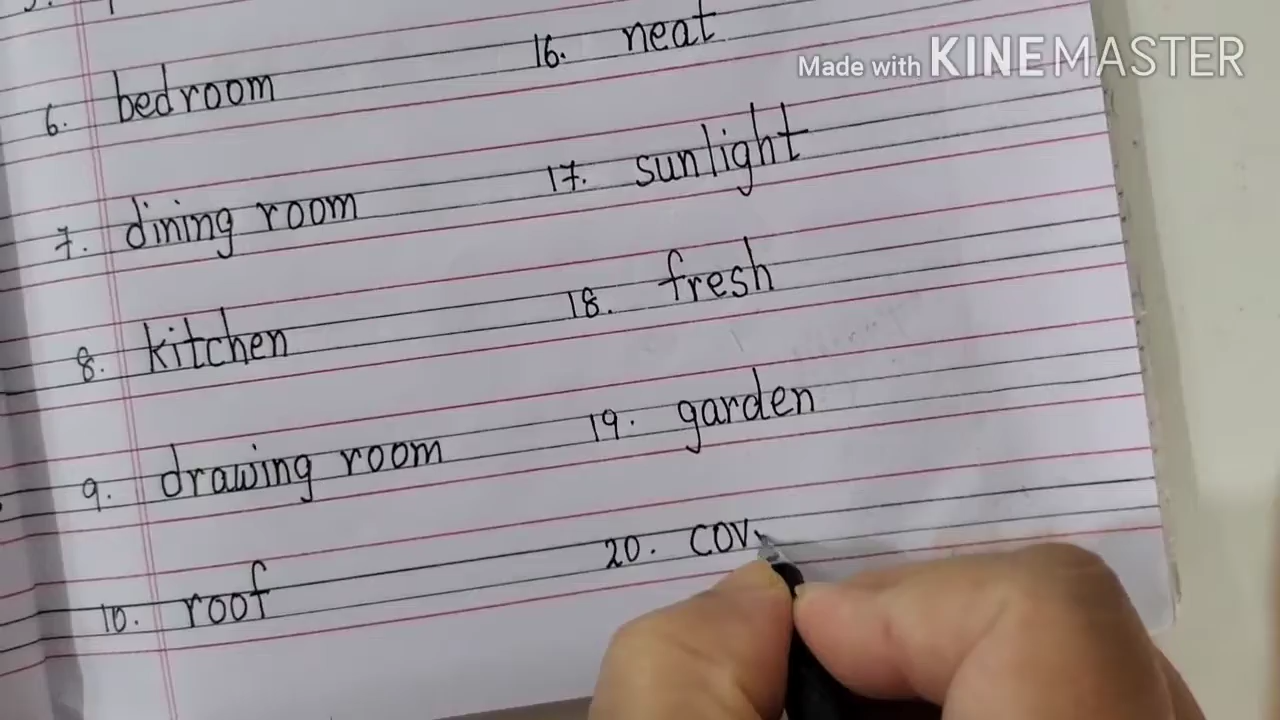 Made with KINEMASTER
6. bedroom
7. dining room
8. kitchen
9. drawing room
10. roof
16. neat
17. sunlight
18. fresh
19. garden
20. cov